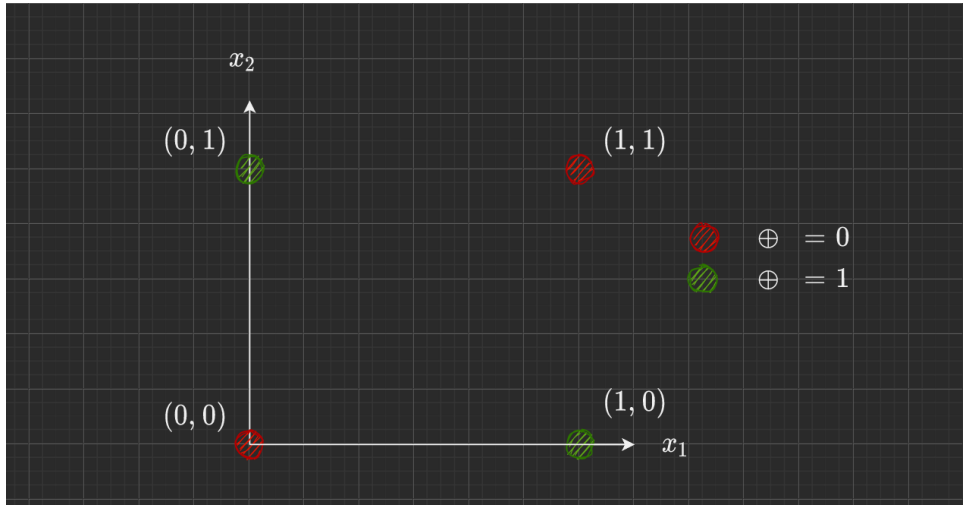 x₂
(0, 1)
(1, 1)
⊕ = 0
⊕ = 1
(0, 0)
(1, 0)
x₁